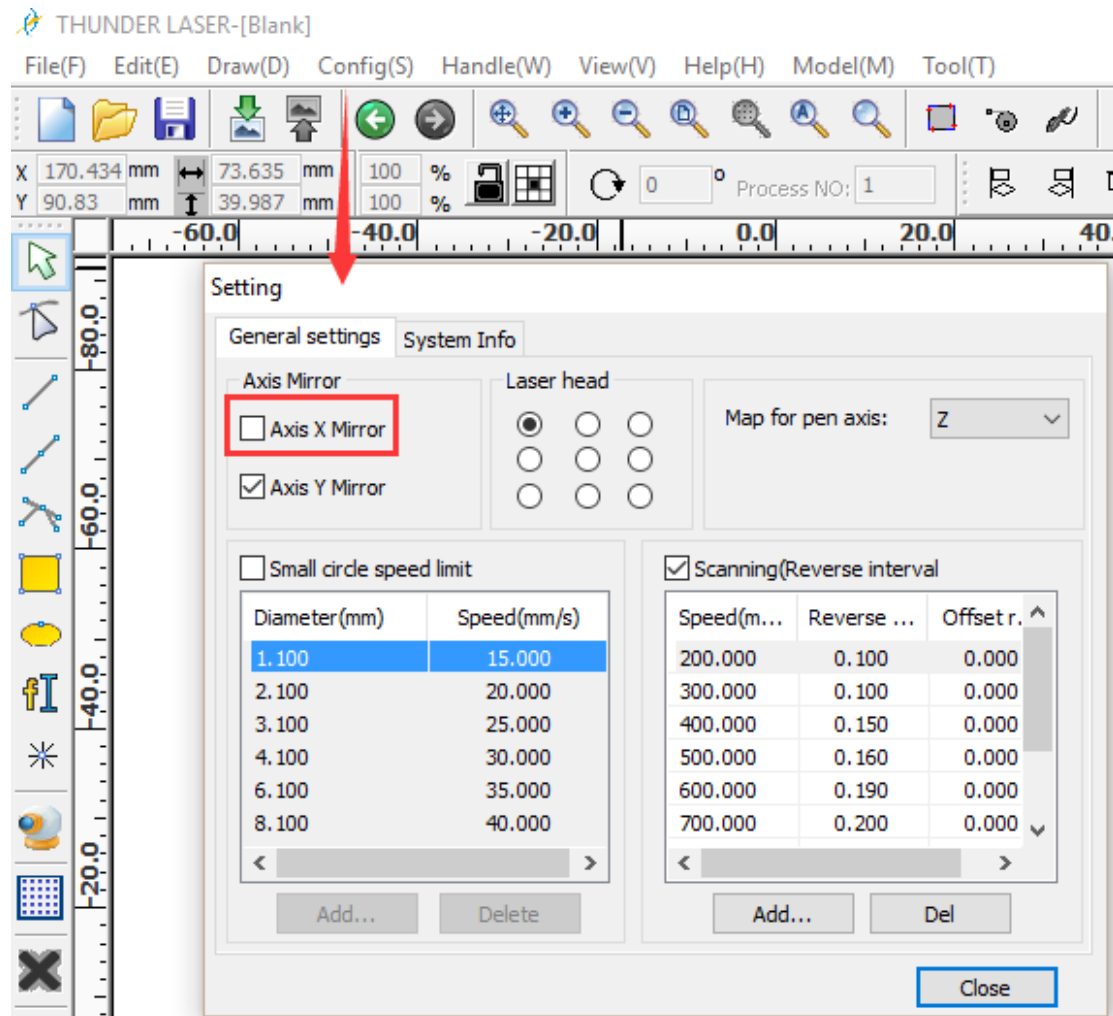 THUNDER LASER-[Blank]
File(F) Edit(E) Draw(D) Config(S) Handle(W) View(V) Help(H) Model(M) Tool(T)
X 170.434 mm 73.635 mm 100 %
Y 90.83 mm 39.987 mm 100 %
0 ° Process NO: 1
-60.0 -40.0 -20.0 0.0 20.0 40.
-80.0
-60.0
-40.0
-20.0
Setting
General settings System Info
Axis Mirror
Axis X Mirror
Axis Y Mirror
Laser head
Map for pen axis: Z
Small circle speed limit
Diameter(mm) Speed(mm/s)
1.100 15.000
2.100 20.000
3.100 25.000
4.100 30.000
6.100 35.000
8.100 40.000
Add... Delete
Scanning(Reverse interval
Speed(m... Reverse ... Offset r.
200.000 0.100 0.000
300.000 0.100 0.000
400.000 0.150 0.000
500.000 0.160 0.000
600.000 0.190 0.000
700.000 0.200 0.000
Add... Del
Close